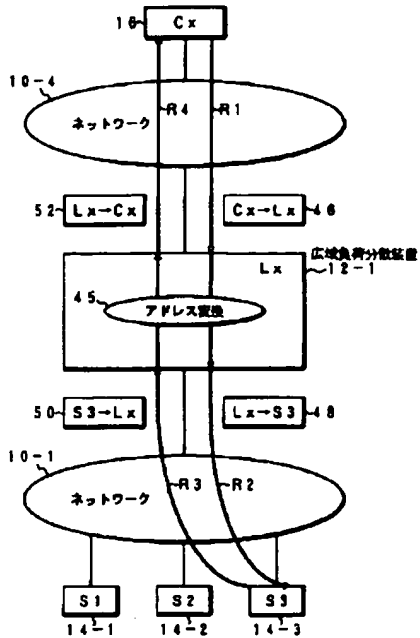 16
Cx
10-4
R4
R1
ネットワーク
52
Lx→Cx
Cx→Lx
46
広域負荷分散装置
Lx
12-1
45
アドレス変換
50
S3→Lx
Lx→S3
48
10-1
R3
R2
ネットワーク
S1
S2
S3
14-1
14-2
14-3